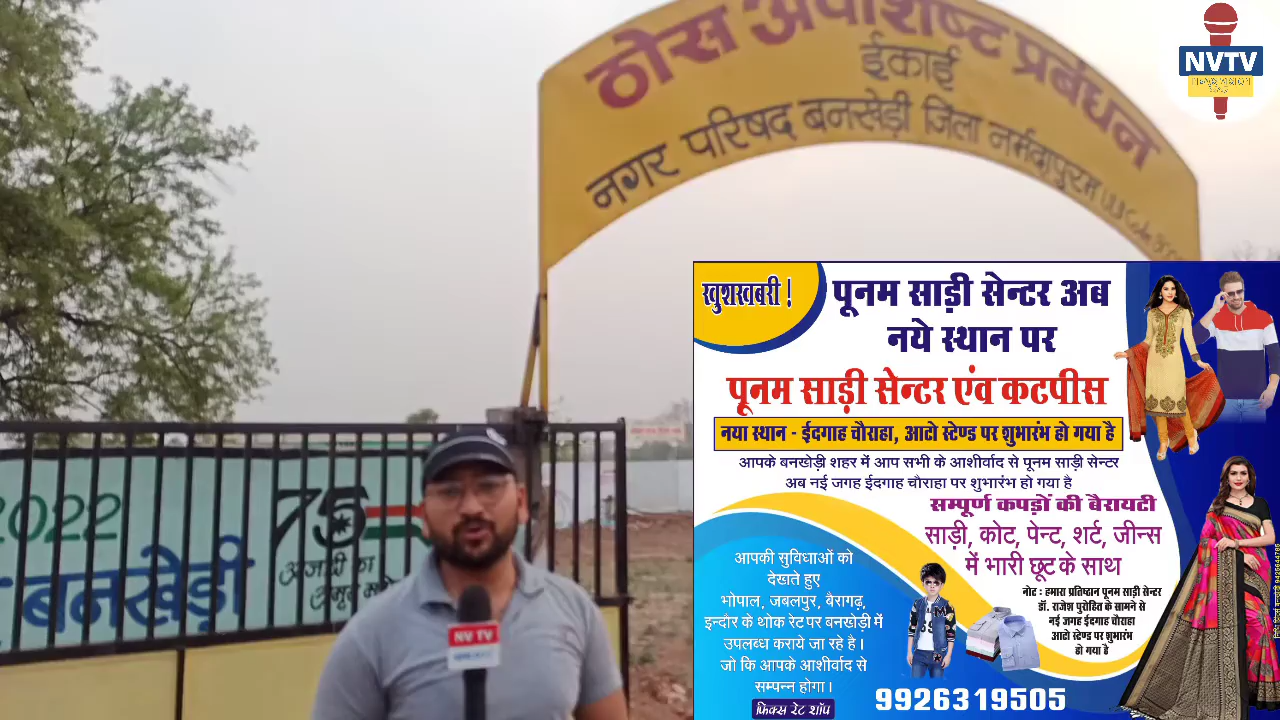 ठोस अपशिष्ट प्रबंधन
ईकाई
नगर परिषद बनखेड़ी जिला नर्मदापुरम
NVTV
2022
75
आज़ादी का
अमृत
बनखेड़ी
NV TV
खुशखबरी !
पूनम साड़ी सेन्टर अब
नये स्थान पर
पूनम साड़ी सेन्टर एंव कटपीस
नया स्थान - ईदगाह चौराहा, आटो स्टेण्ड पर शुभारंभ हो गया है
आपके बनखेड़ी शहर में आप सभी के आशीर्वाद से पूनम साड़ी सेन्टर
अब नई जगह ईदगाह चौराहा पर शुभारंभ हो गया है
सम्पूर्ण कपड़ों की बैरायटी
साड़ी, कोट, पेन्ट, शर्ट, जीन्स
में भारी छूट के साथ
आपकी सुविधाओं को
देखते हुए
भोपाल, जबलपुर, बैरागढ़,
इन्दौर के थोक रेट पर बनखेड़ी में
उपलब्ध कराये जा रहे है ।
जो कि आपके आशीर्वाद से
सम्पन्न होगा ।
फिक्स रेट शॉप
नोट : हमारा प्रतिष्ठान पूनम साड़ी सेन्टर
डॉ. राजेश पुरोहित के सामने से
नई जगह ईदगाह चौराहा
आटो स्टेण्ड पर शुभारंभ
हो गया है
9926319505